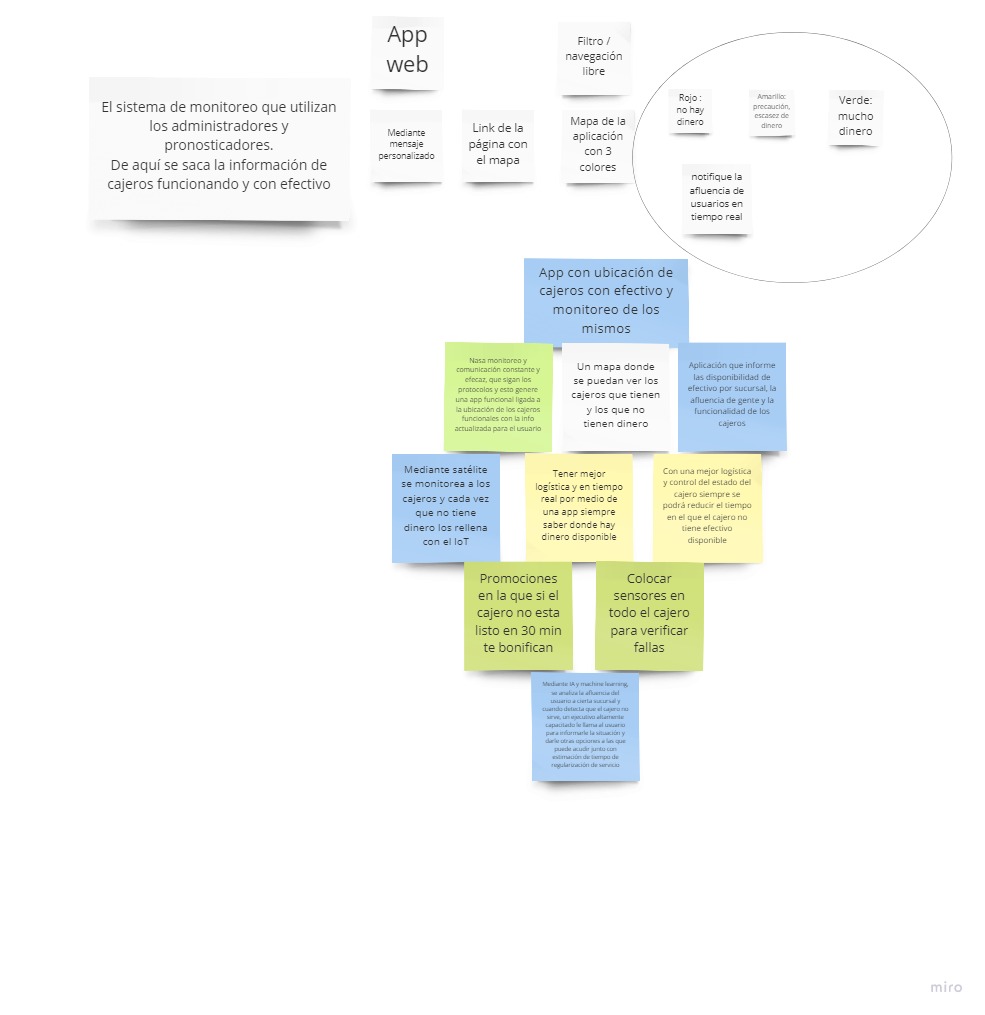 App
web
Filtro /
navegación
libre
El sistema de monitoreo que utilizan
los administradores y
pronosticadores.
De aquí se saca la información de
cajeros funcionando y con efectivo
Mediante
mensaje
personalizado
Link de la
página con
el mapa
Mapa de la
aplicación
con 3
colores
Rojo :
no hay
dinero
Amarillo:
precaución,
escasez de
dinero
Verde:
mucho
dinero
notifique la
afluencia de
usuarios en
tiempo real
App con ubicación de
cajeros con efectivo y
monitoreo de los
mismos
Nasa monitoreo y
comunicación constante y
efecaz, que sigan los
protocolos y esto genere
una app funcional ligada a
la ubicación de los cajeros
funcionales con la info
actualizada para el usuario
Un mapa donde
se puedan ver los
cajeros que tienen
y los que no
tienen dinero
Aplicación que informe
las disponibilidad de
efectivo por sucursal, la
afluencia de gente y la
funcionalidad de los
cajeros
Mediante satélite
se monitorea a los
cajeros y cada vez
que no tiene
dinero los rellena
con el IoT
Tener mejor
logística y en tiempo
real por medio de
una app siempre
saber donde hay
dinero disponible
Con una mejor logística
y control del estado del
cajero siempre se
podrá reducir el tiempo
en el que el cajero no
tiene efectivo
disponible
Promociones
en la que si el
cajero no esta
listo en 30 min
te bonifican
Colocar
sensores en
todo el cajero
para verificar
fallas
Mediante IA y machine learning,
se analiza la afluencia del
usuario a cierta sucursal y
cuando detecta que el cajero no
sirve, un ejecutivo altamente
capacitado le llama al usuario
para informarle la situación y
darle otras opciones a las que
puede acudir junto con
estimación de tiempo de
regularización de servicio
miro